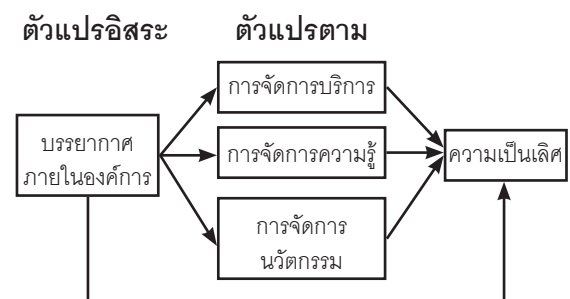 ตัวแปรอิสระ
ตัวแปรตาม
การจัดการบริการ
บรรยากาศ
ภายในองค์การ
การจัดการความรู้
ความเป็นเลิศ
การจัดการ
นวัตกรรม